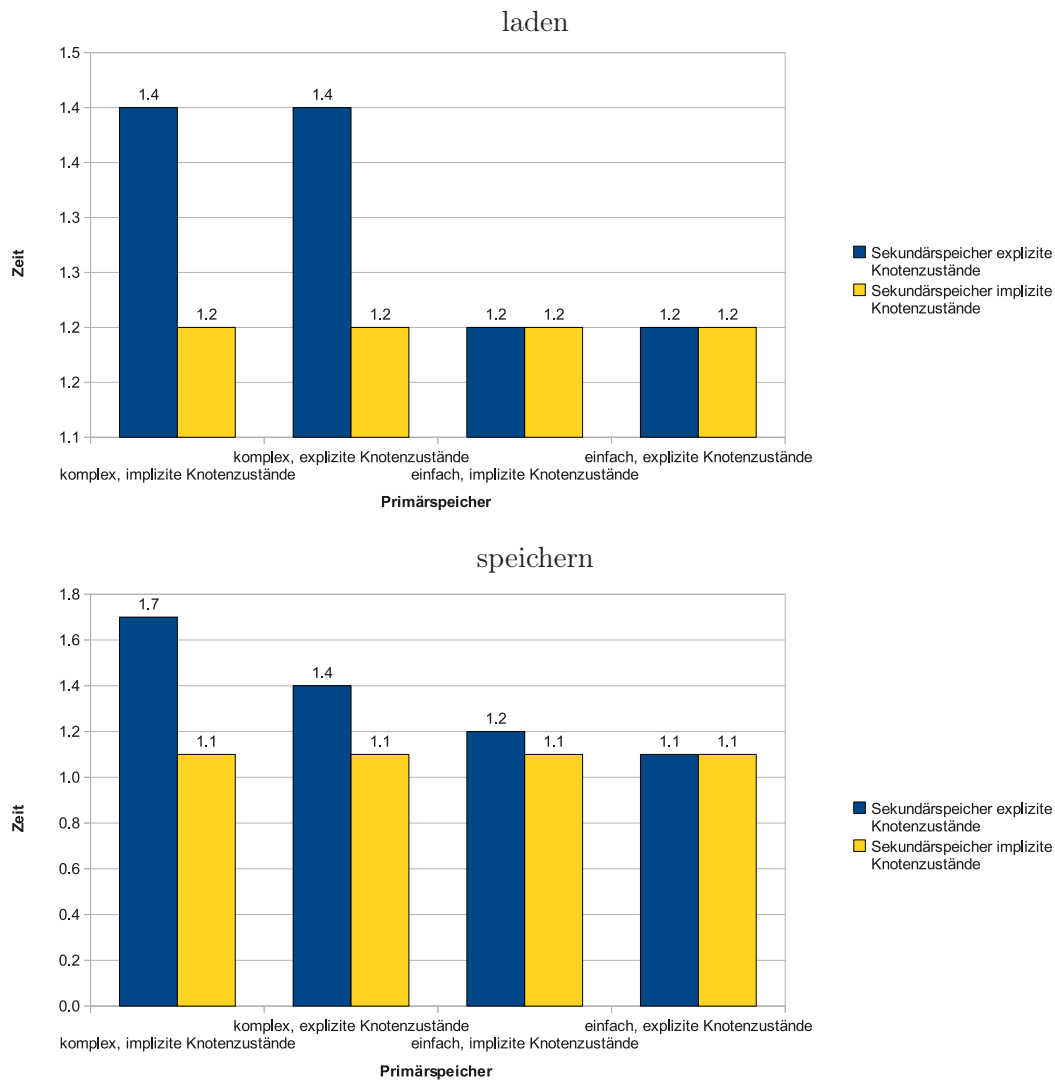 laden
1.5
1.4
1.4
1.3
1.3
1.2
1.2
1.1
1.4
1.2
1.4
1.2
1.2
1.2
1.2
1.2
Zeit
Sekundärspeicher explizite
Knotenzustände
Sekundärspeicher implizite
Knotenzustände
komplex, explizite Knotenzustände
einfach, explizite Knotenzustände
komplex, implizite Knotenzustände
einfach, implizite Knotenzustände
Primärspeicher
speichern
1.8
1.6
1.4
1.2
1.0
0.8
0.6
0.4
0.2
0.0
1.7
1.1
1.4
1.1
1.2
1.1
1.1
1.1
Zeit
Sekundärspeicher explizite
Knotenzustände
Sekundärspeicher implizite
Knotenzustände
komplex, explizite Knotenzustände
einfach, explizite Knotenzustände
komplex, implizite Knotenzustände
einfach, implizite Knotenzustände
Primärspeicher